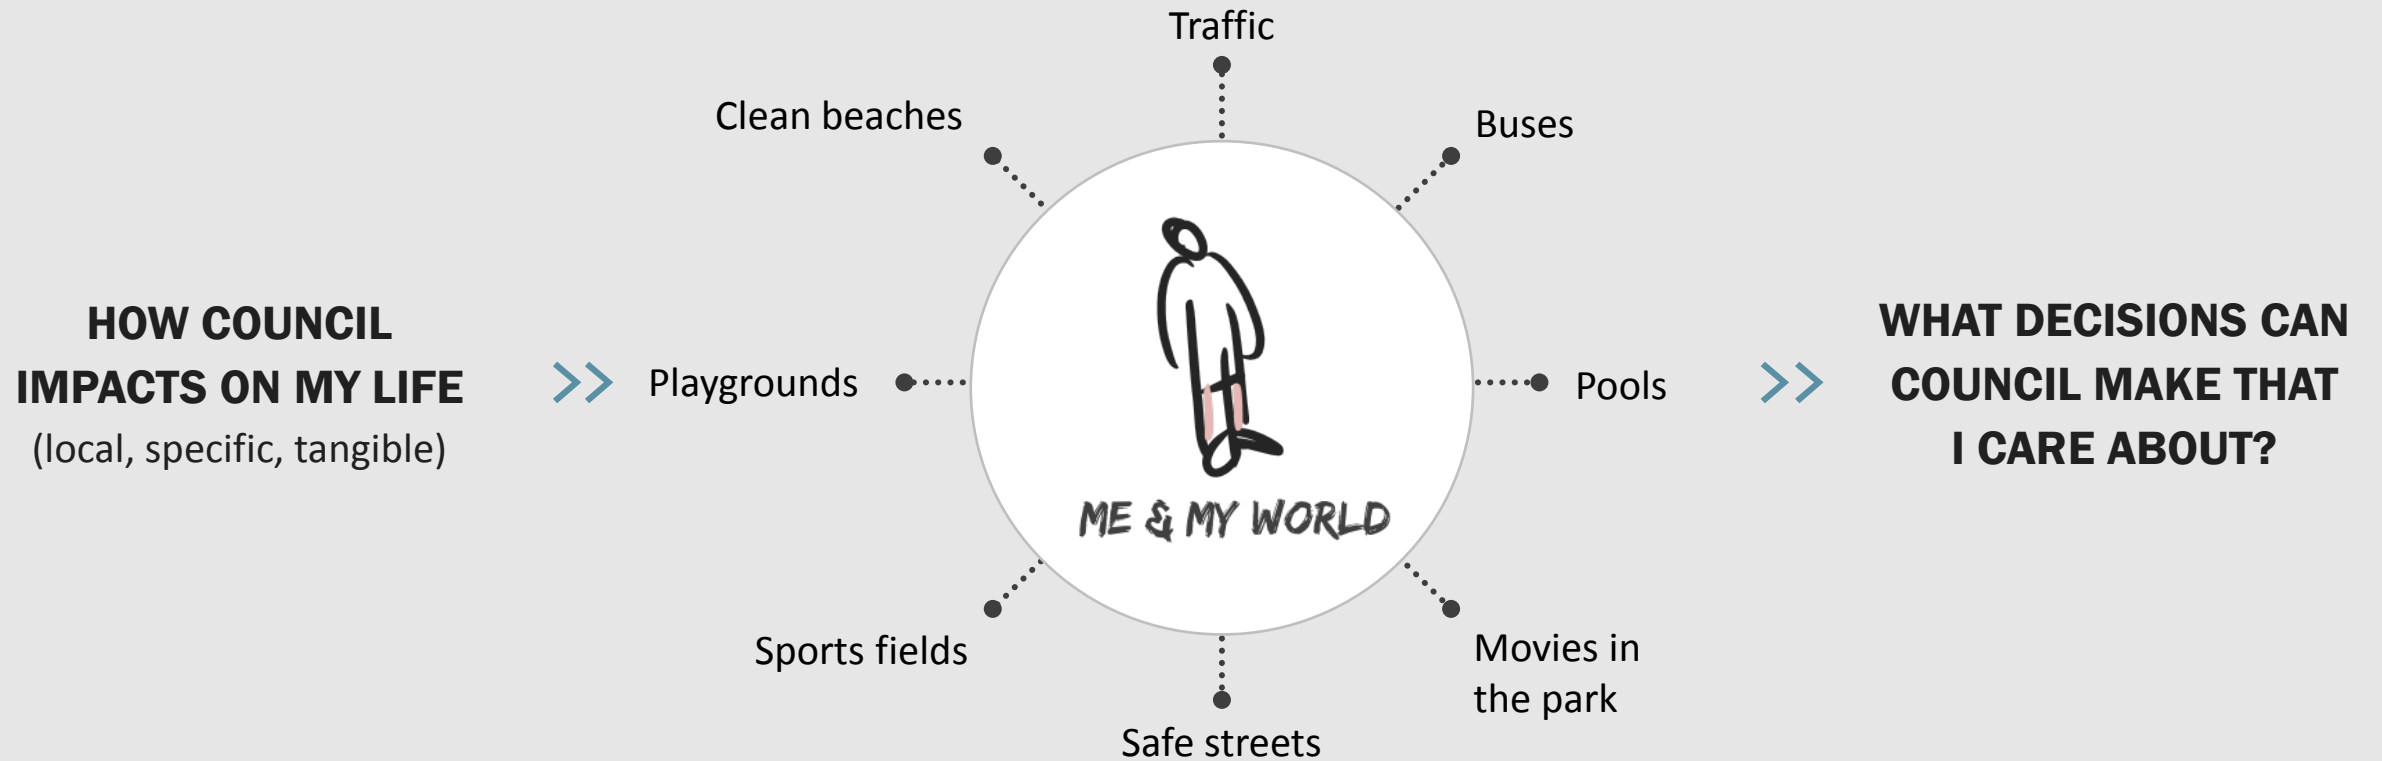 HOW COUNCIL
IMPACTS ON MY LIFE
(local, specific, tangible)
Traffic
Clean beaches
Buses
Playgrounds
Pools
Sports fields
Movies in
the park
Safe streets
ME & MY WORLD
WHAT DECISIONS CAN
COUNCIL MAKE THAT
I CARE ABOUT?